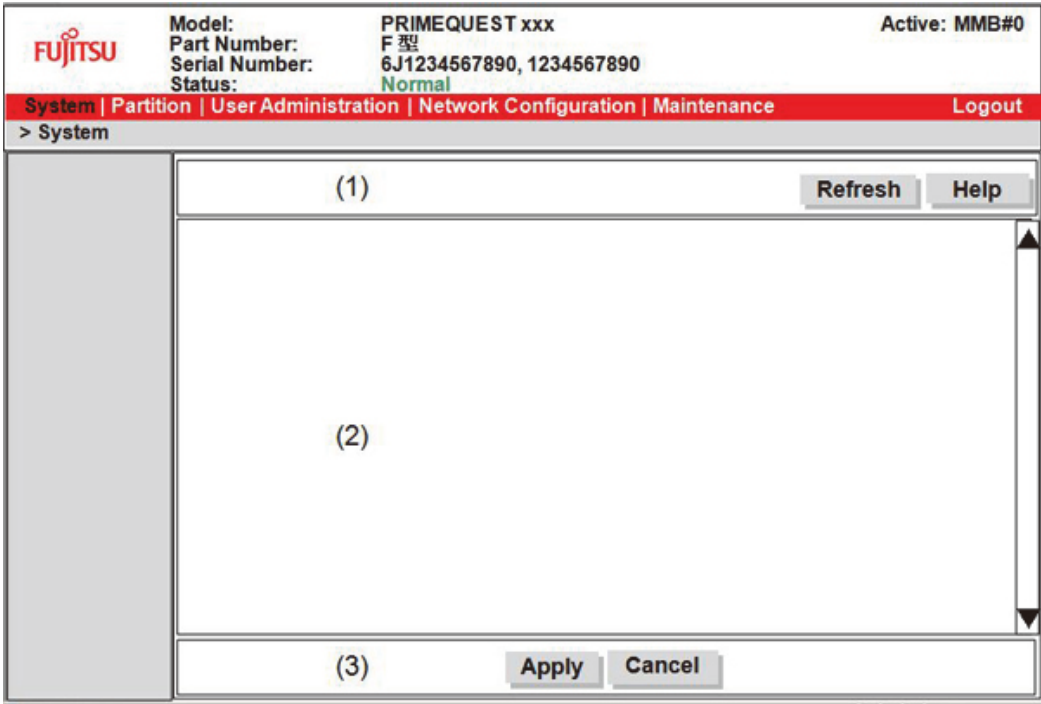 FUJITSU
Model: PRIMEQUEST xxx Active: MMB#0
Part Number: F 型
Serial Number: 6J1234567890, 1234567890
Status: Normal
System | Partition | User Administration | Network Configuration | Maintenance Logout
> System
(1) Refresh Help
(2)
(3) Apply Cancel